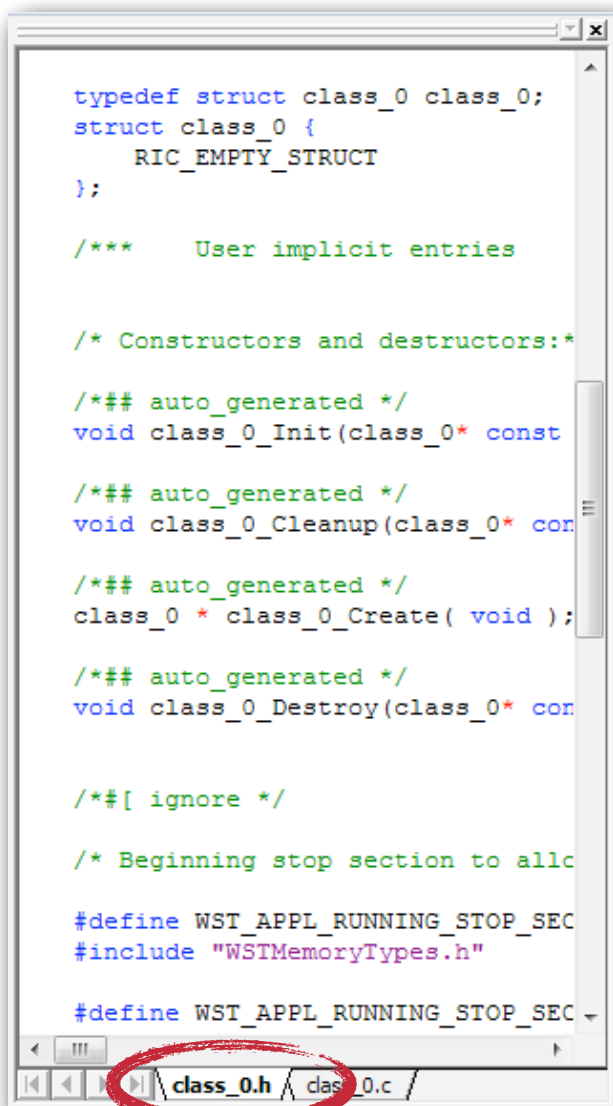 typedef struct class_0 class_0;
struct class_0 {
RIC_EMPTY_STRUCT
};
/***    User implicit entries
/* Constructors and destructors:*
/*## auto_generated */
void class_0_Init(class_0* const
/*## auto_generated */
void class_0_Cleanup(class_0* con
/*## auto_generated */
class_0 * class_0_Create( void );
/*## auto_generated */
void class_0_Destroy(class_0* con
/*#[ ignore */
/* Beginning stop section to allo
#define WST_APPL_RUNNING_STOP_SEC
#include "WSTMemoryTypes.h"
#define WST_APPL_RUNNING_STOP_SEC
class_0.h class_0.c